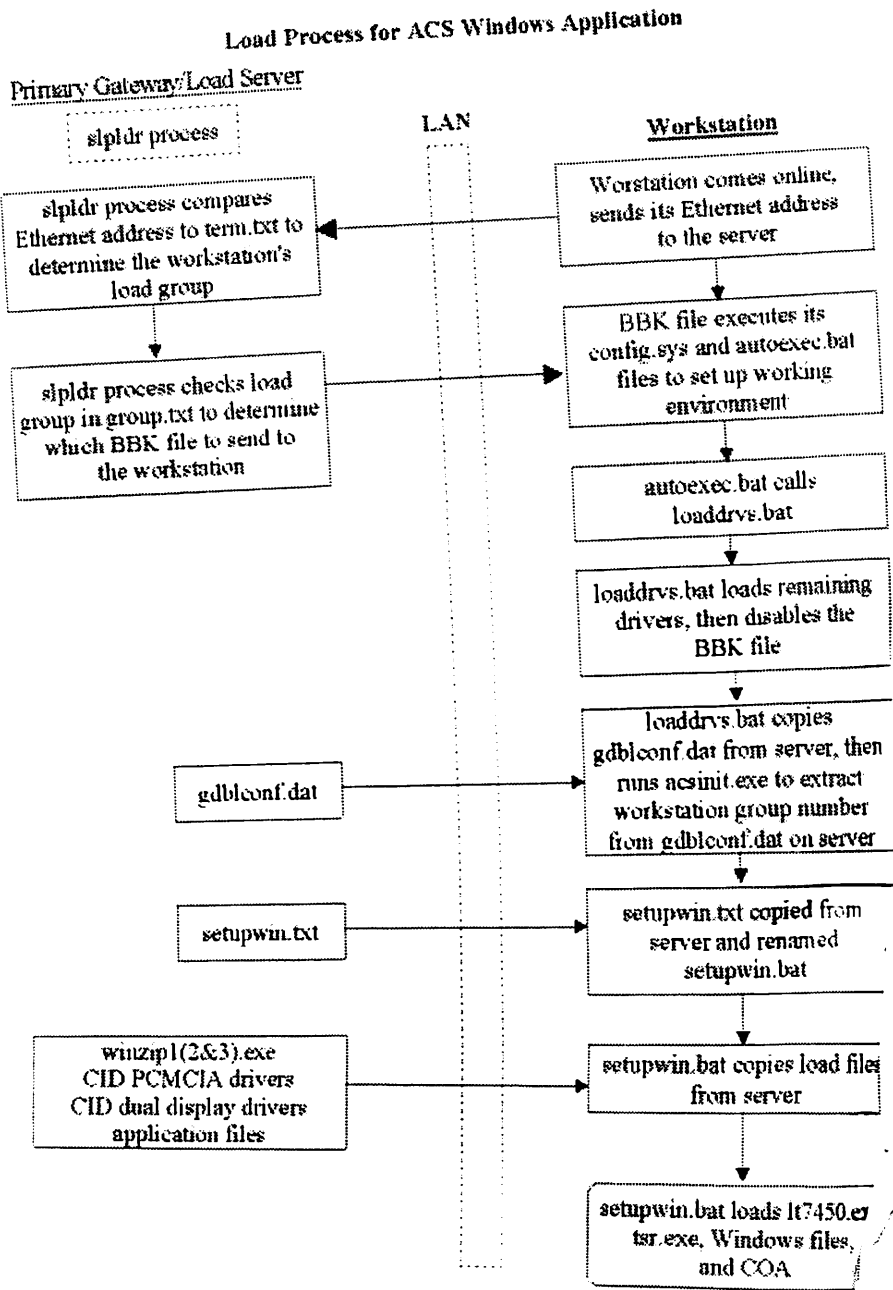 Load Process for ACS Windows Application
Primary Gateway/Load Server
slpldr process
LAN
Workstation
Worstation comes online,
sends its Ethernet address
to the server
slpldr process compares
Ethernet address to term.txt to
determine the workstation's
load group
BBK file executes its
config.sys and autoexec.bat
files to set up working
environment
slpldr process checks load
group in group.txt to determine
which BBK file to send to
the workstation
autoexec.bat calls
loaddrvs.bat
loaddrvs.bat loads remaining
drivers, then disables the
BBK file
loaddrvs.bat copies
gdblconf.dat from server, then
runs acsinit.exe to extract
workstation group number
from gdblconf.dat on server
gdblconf.dat
setupwin.txt copied from
server and renamed
setupwin.bat
setupwin.txt
winzip1(2&3).exe
CID PCMCIA drivers
CID dual display drivers
application files
setupwin.bat copies load files
from server
setupwin.bat loads
tsr.exe, Windows files,
and COA